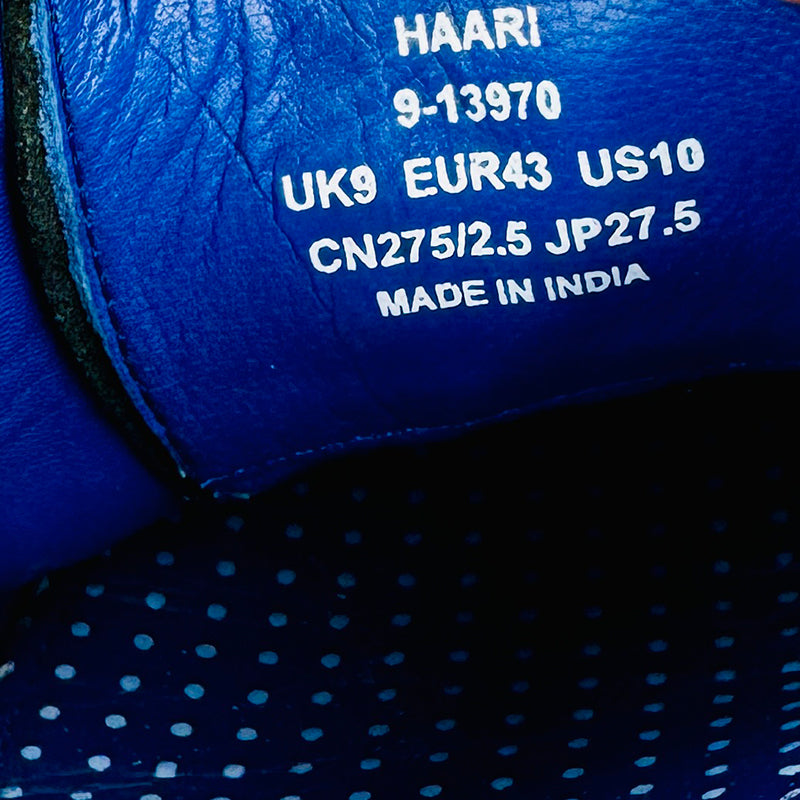 HAARI
9-13970
UK9 EUR43 US10
CN275/2.5 JP27.5
MADE IN INDIA